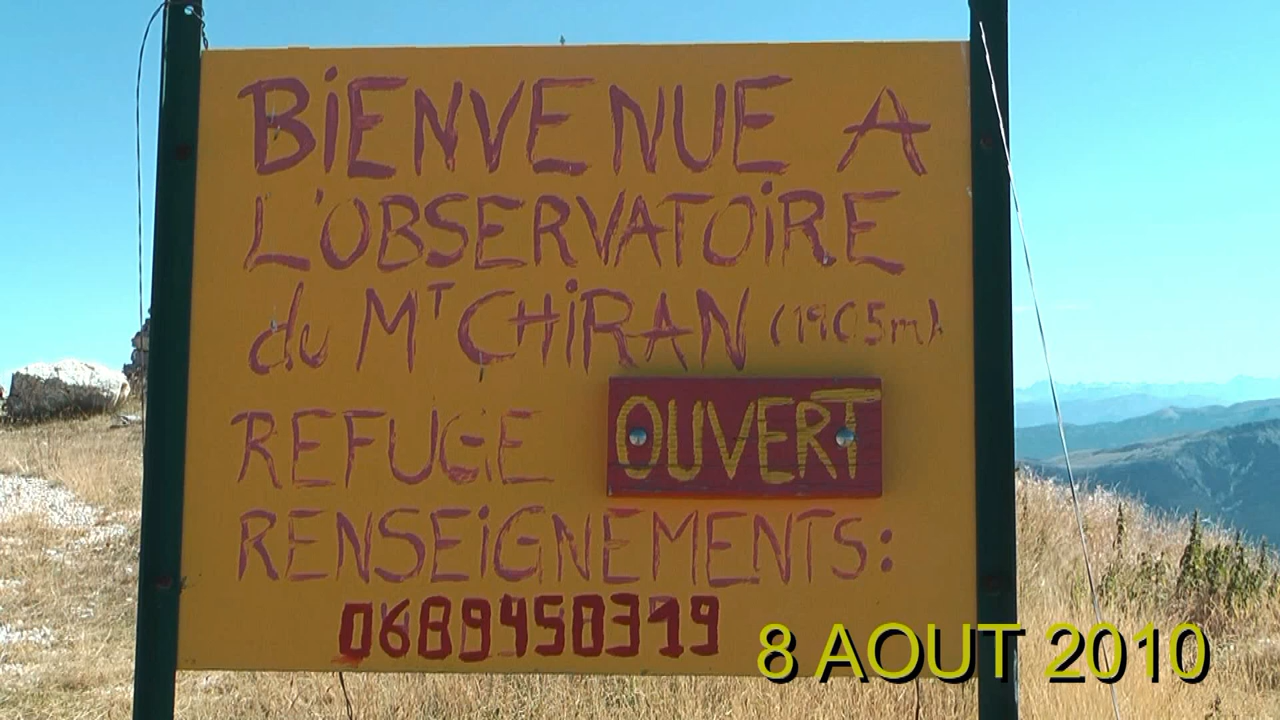 BiENVENUE A
L'OBSERVATOiRE
du MT CHiRAN (1905m)
REFUGE OUVERT
RENSEiGNEMENTS:
0689450319
8 AOUT 2010